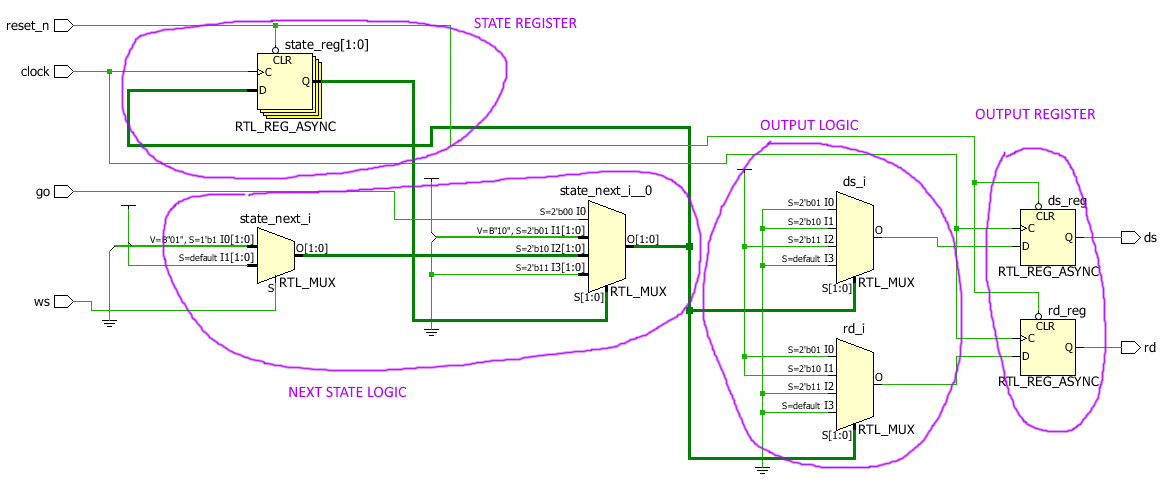 reset_n
STATE REGISTER
state_reg[1:0]
CLR
clock
C
Q
D
RTL_REG_ASYNC
OUTPUT REGISTER
OUTPUT LOGIC
go
state_next_i__0
state_next_i
S=2'b00 I0
V=B"10", S=2'b01 I1[1:0]
S=2'b10 I2[1:0]
S=2'b11 I3[1:0]
O[1:0]
S[1:0]
RTL_MUX
V=B"01", S=1'b1 I0[1:0]
S=default I1[1:0]
O[1:0]
S
RTL_MUX
ws
NEXT STATE LOGIC
ds_i
S=2'b01 I0
S=2'b10 I1
S=2'b11 I2
S=default I3
O
S[1:0]
RTL_MUX
rd_i
S=2'b01 I0
S=2'b10 I1
S=2'b11 I2
S=default I3
O
S[1:0]
RTL_MUX
ds_reg
CLR
C
D
Q
RTL_REG_ASYNC
ds
rd_reg
CLR
C
D
Q
RTL_REG_ASYNC
rd